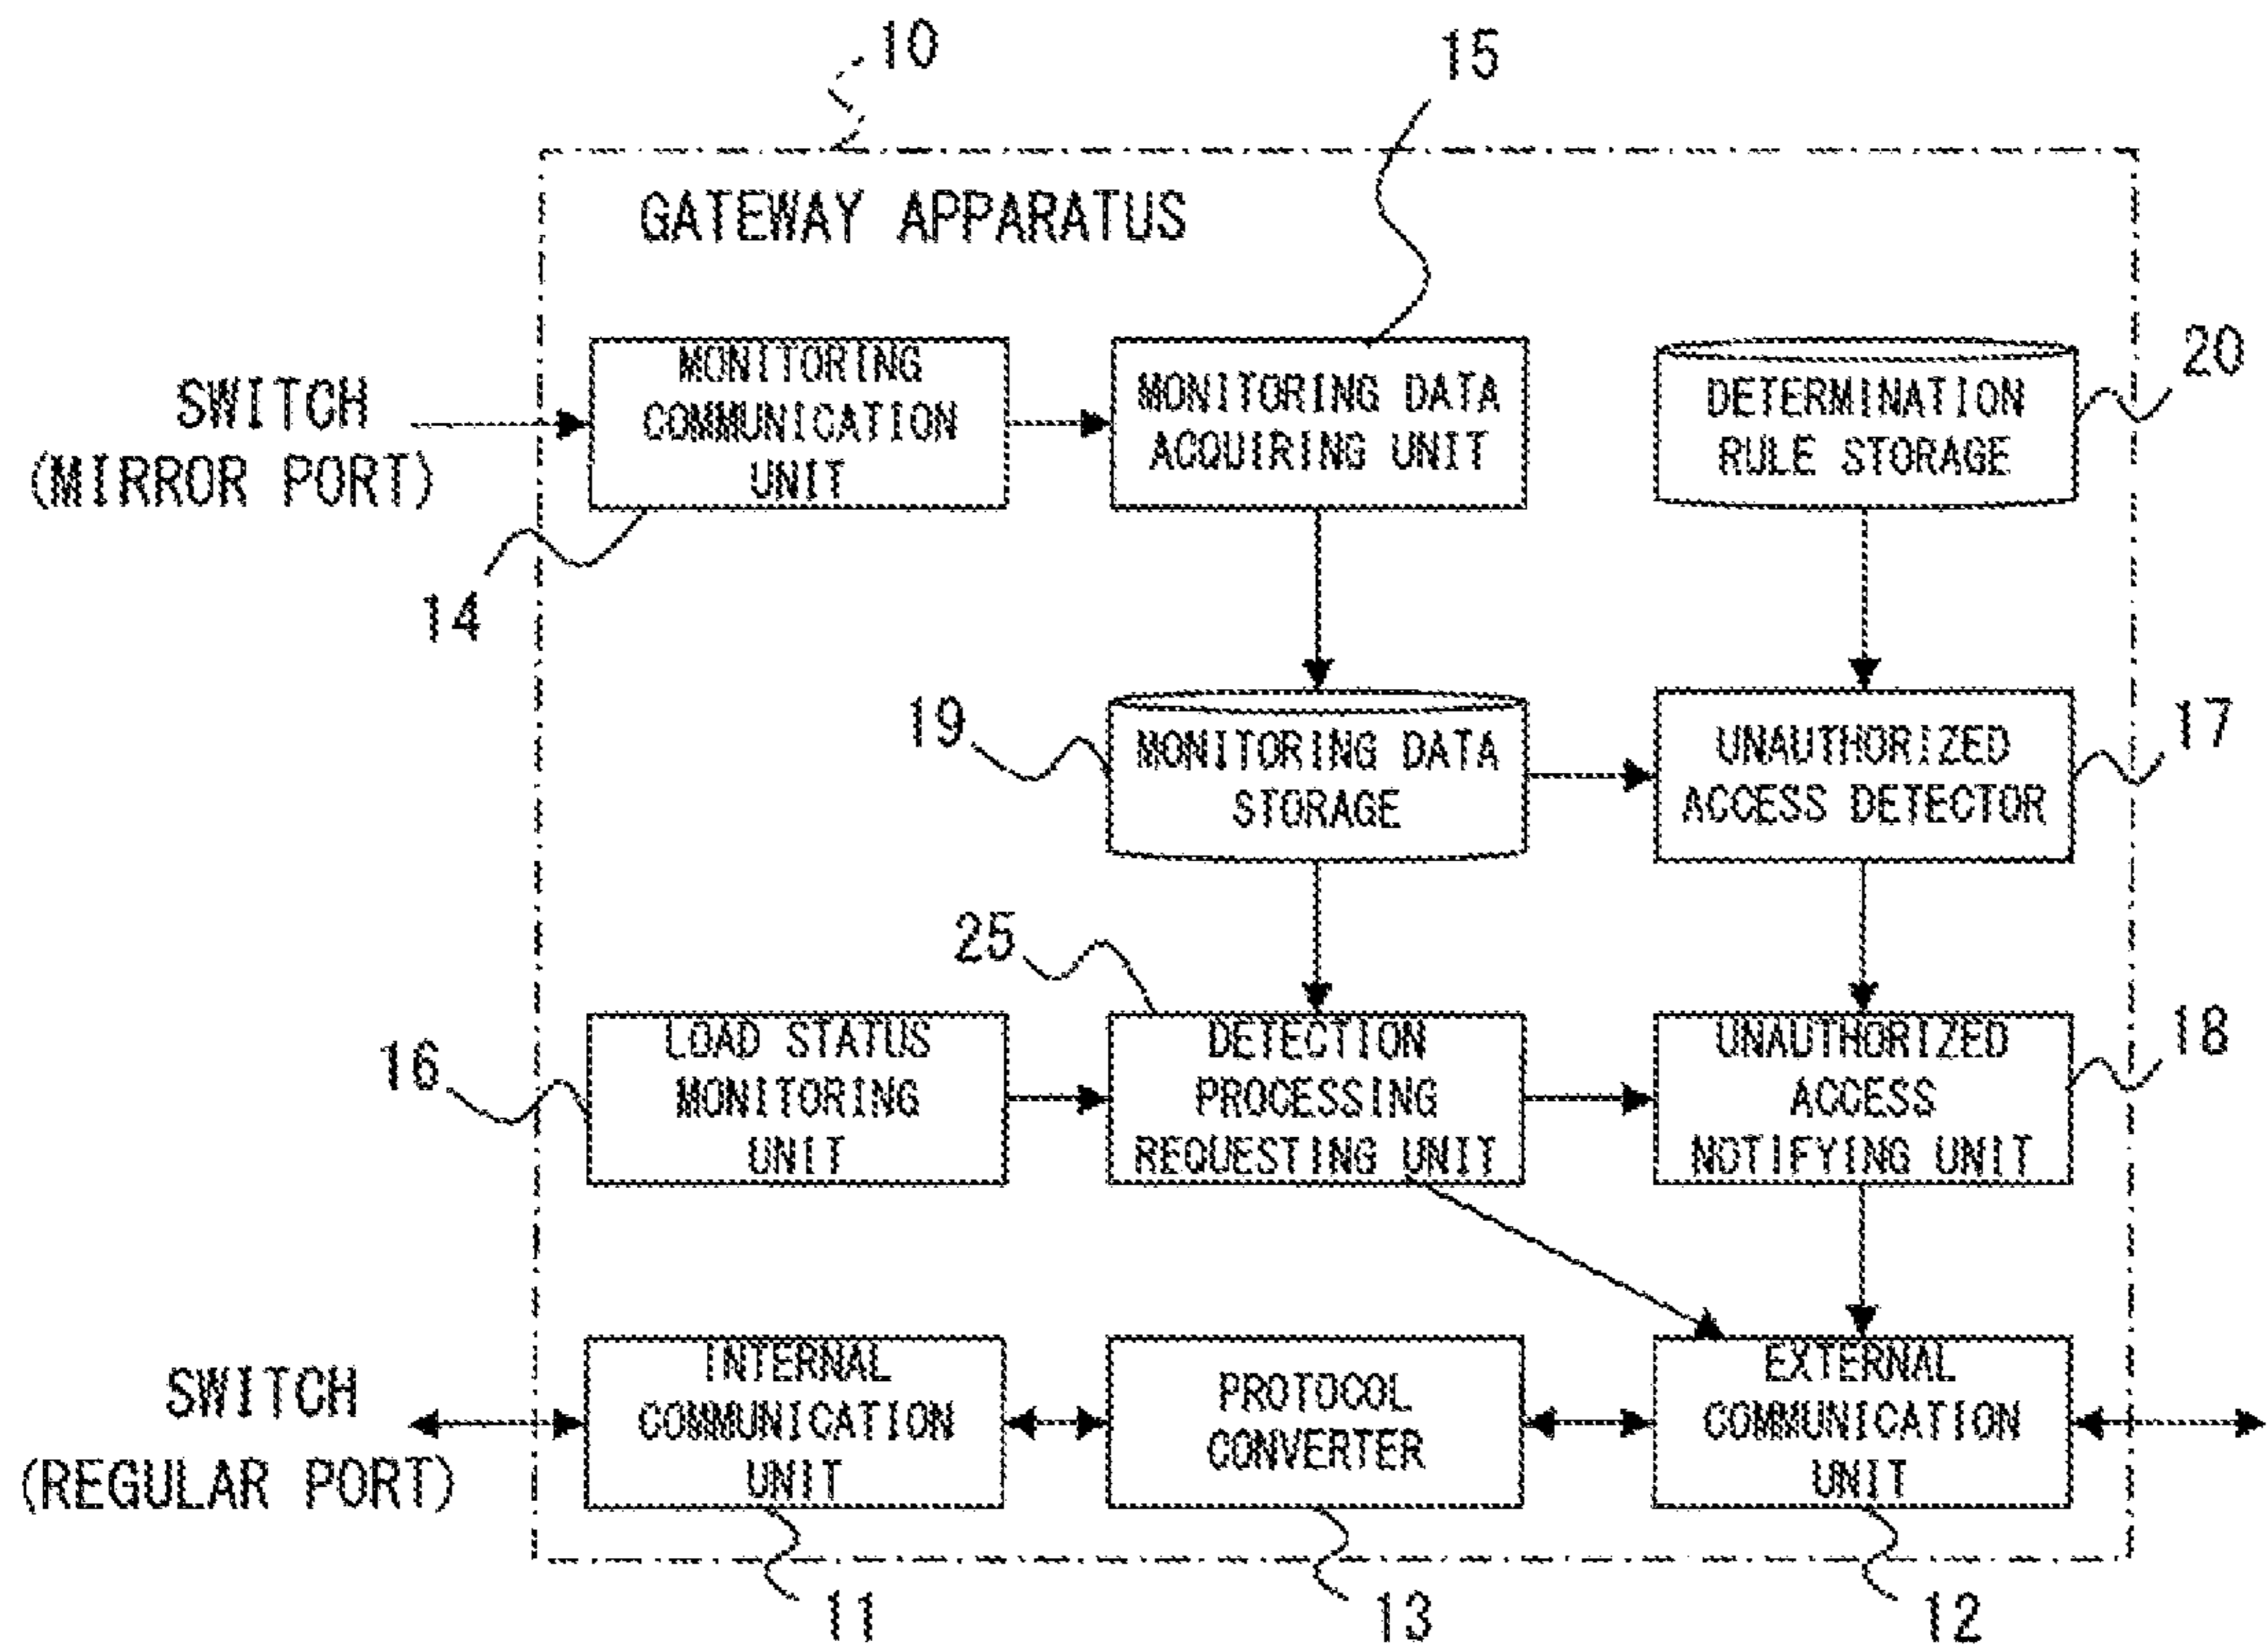 10
15
GATEWAY APPARATUS
SWITCH
(MIRROR PORT)
MONITORING
COMMUNICATION
UNIT
MONITORING DATA
ACQUIRING UNIT
DETERMINATION
RULE STORAGE
20
14
19
MONITORING DATA
STORAGE
UNAUTHORIZED
ACCESS DETECTOR
17
25
16
LOAD STATUS
MONITORING
UNIT
DETECTION
PROCESSING
REQUESTING UNIT
UNAUTHORIZED
ACCESS
NOTIFYING UNIT
18
SWITCH
(REGULAR PORT)
INTERNAL
COMMUNICATION
UNIT
PROTOCOL
CONVERTER
EXTERNAL
COMMUNICATION
UNIT
11
13
12